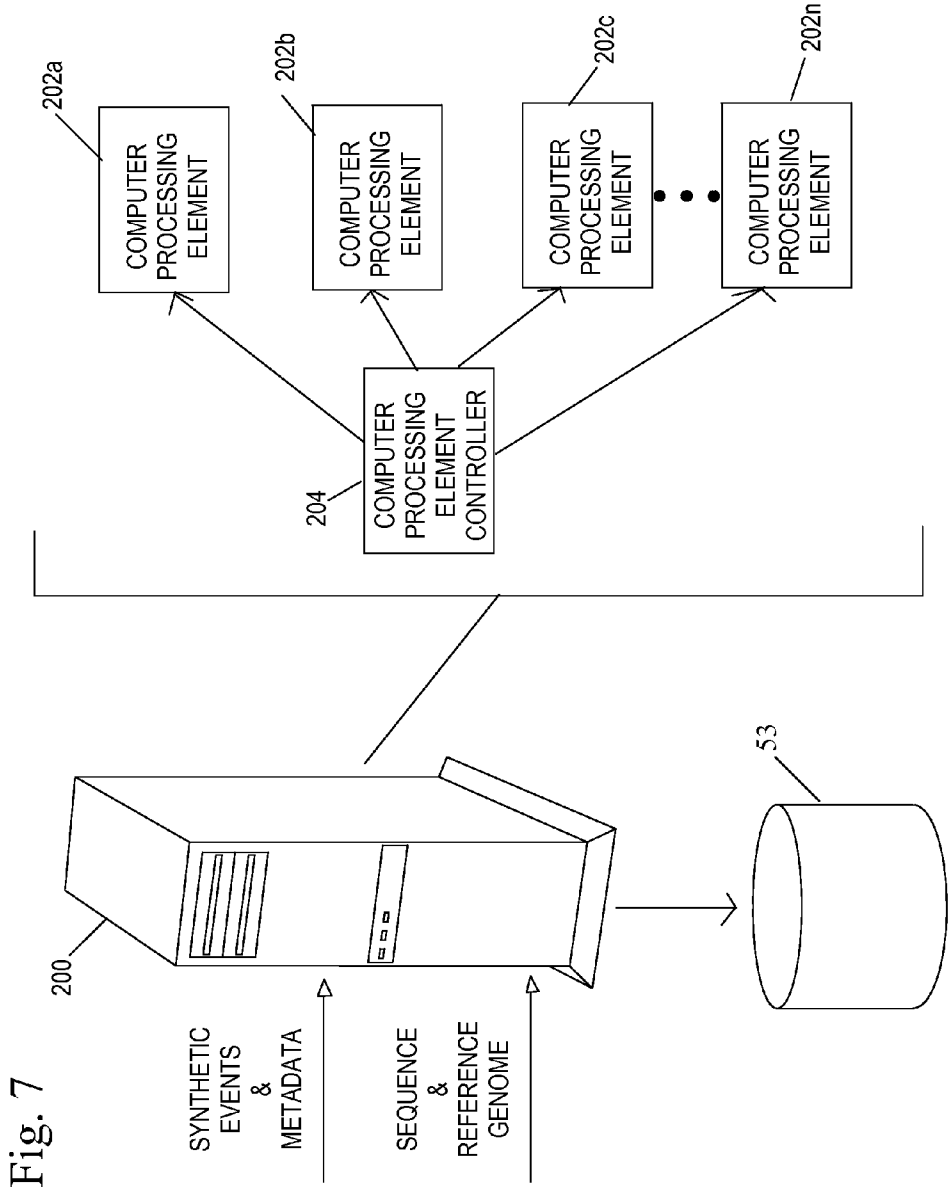 Fig. 7
200
SYNTHETIC
EVENTS
&
METADATA
SEQUENCE
&
REFERENCE
GENOME
53
204
COMPUTER
PROCESSING
ELEMENT
CONTROLLER
202a
COMPUTER
PROCESSING
ELEMENT
202b
COMPUTER
PROCESSING
ELEMENT
202c
COMPUTER
PROCESSING
ELEMENT
202n
COMPUTER
PROCESSING
ELEMENT